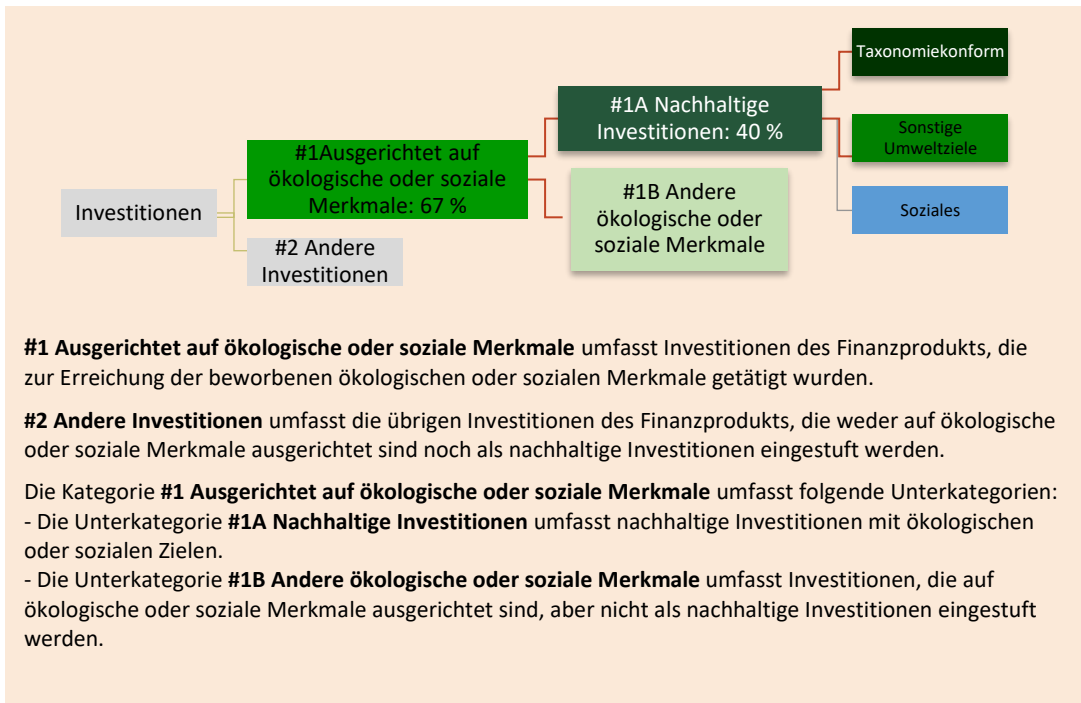 Taxonomiekonform
#1A Nachhaltige
Investitionen: 40 %
Sonstige
Umweltziele
#1Ausgerichtet auf
ökologische oder soziale
Merkmale: 67 %
#1B Andere
ökologische oder
soziale Merkmale
Investitionen
Soziales
#2 Andere
Investitionen
#1 Ausgerichtet auf ökologische oder soziale Merkmale umfasst Investitionen des Finanzprodukts, die
zur Erreichung der beworbenen ökologischen oder sozialen Merkmale getätigt wurden.
#2 Andere Investitionen umfasst die übrigen Investitionen des Finanzprodukts, die weder auf ökologische
oder soziale Merkmale ausgerichtet sind noch als nachhaltige Investitionen eingestuft werden.
Die Kategorie #1 Ausgerichtet auf ökologische oder soziale Merkmale umfasst folgende Unterkategorien:
- Die Unterkategorie #1A Nachhaltige Investitionen umfasst nachhaltige Investitionen mit ökologischen
oder sozialen Zielen.
- Die Unterkategorie #1B Andere ökologische oder soziale Merkmale umfasst Investitionen, die auf
ökologische oder soziale Merkmale ausgerichtet sind, aber nicht als nachhaltige Investitionen eingestuft
werden.